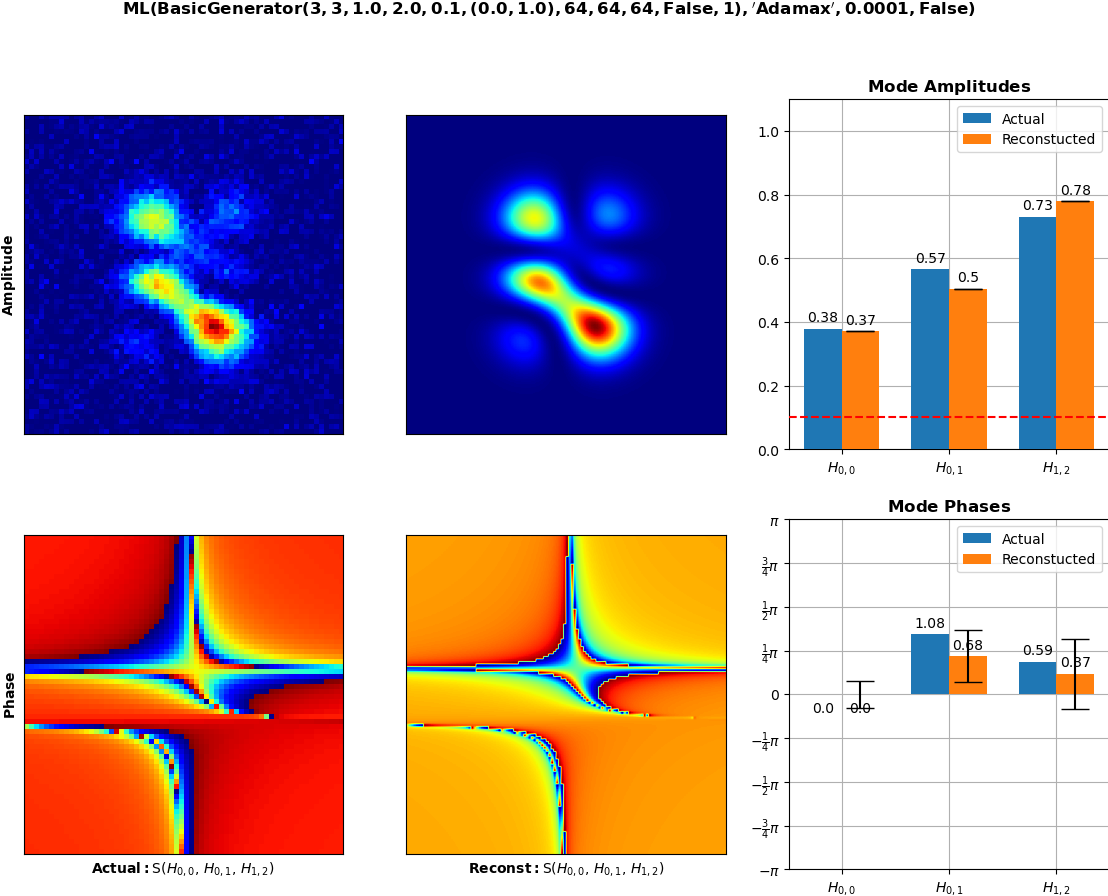 ML(BasicGenerator(3, 3, 1.0, 2.0, 0.1, (0.0, 1.0), 64, 64, 64, False, 1), ′Adamax′, 0.0001, False)
Amplitude
Mode Amplitudes
Actual
Reconstucted
1.0
0.8
0.6
0.4
0.2
0.0
0.38
0.37
0.57
0.5
0.73
0.78
H0,0
H0,1
H1,2
Phase
Actual: S(H0,0, H0,1, H1,2)
Reconst: S(H0,0, H0,1, H1,2)
Mode Phases
Actual
Reconstucted
π
3/4π
1/2π
1/4π
0
−1/4π
−1/2π
−3/4π
−π
0.0
-0.0
1.08
0.68
0.59
0.37
H0,0
H0,1
H1,2